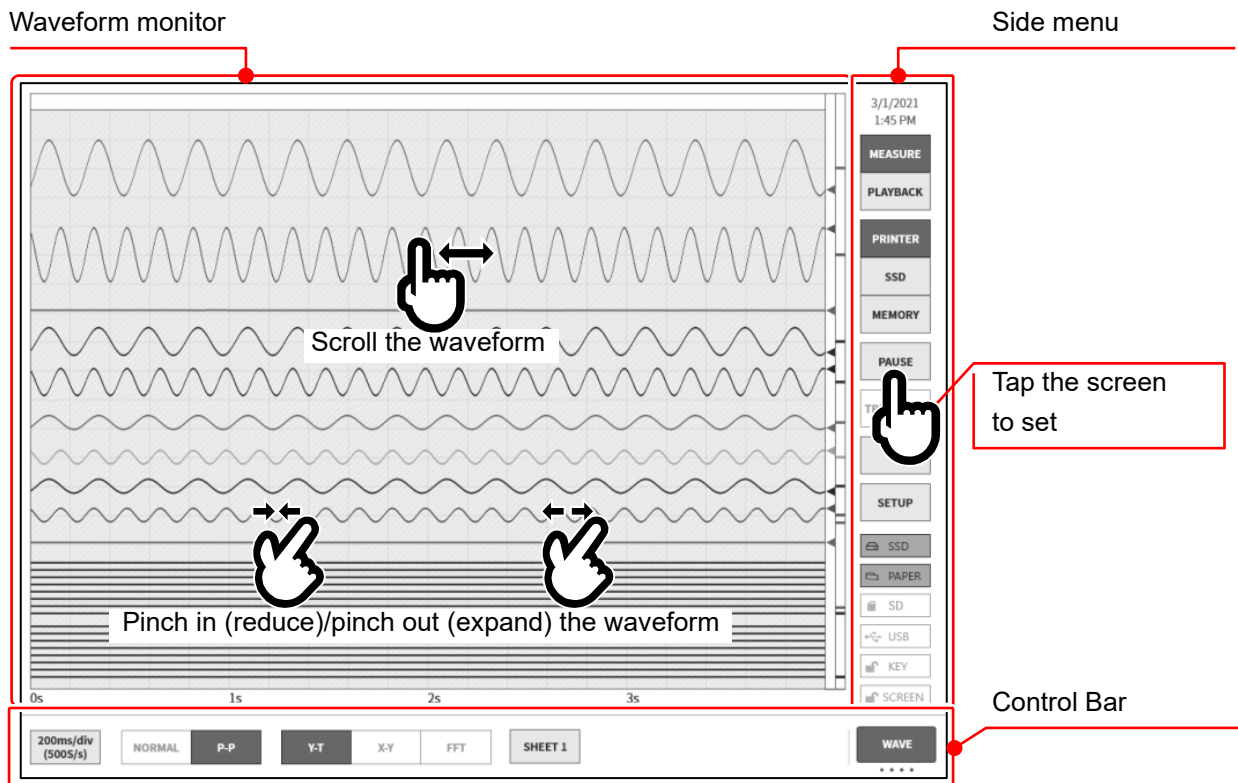 Waveform monitor
Side menu
3/1/2021
1:45 PM
MEASURE
PLAYBACK
PRINTER
SSD
MEMORY
Scroll the waveform
PAUSE
Tap the screen
to set
SETUP
SSD
PAPER
SD
USB
KEY
SCREEN
Pinch in (reduce)/pinch out (expand) the waveform
0s
1s
2s
3s
Control Bar
200ms/div
(500S/s)
NORMAL
P-P
Y-T
X-Y
FFT
SHEET 1
WAVE